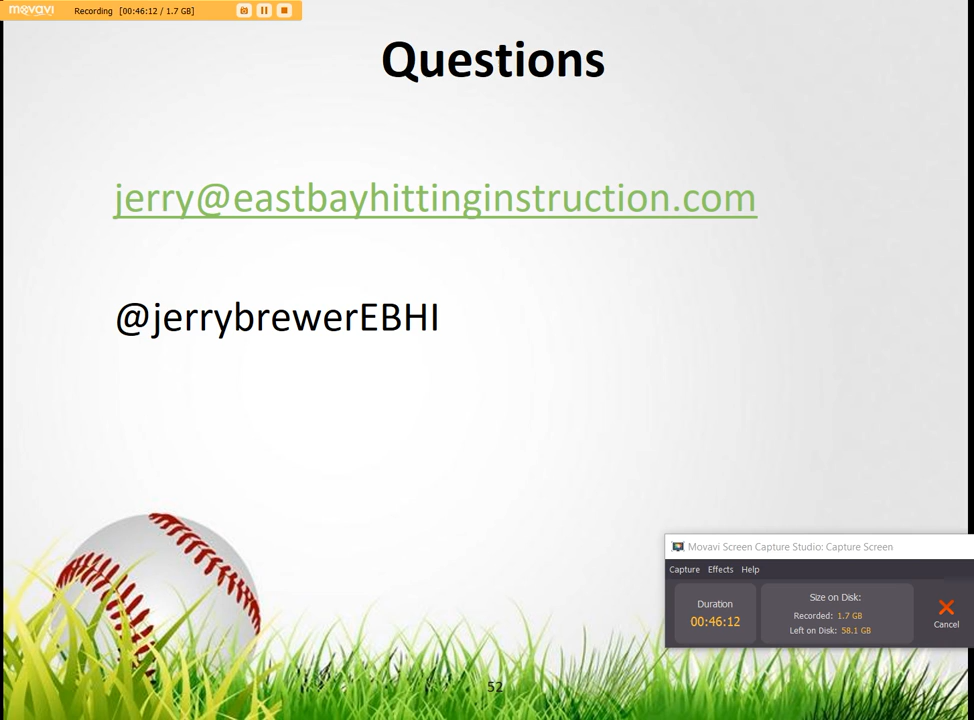 movavi Recording [00:46:12 / 1.7 GB]
Questions
jerry@eastbayhittinginstruction.com
@jerrybrewerEBHI
Movavi Screen Capture Studio: Capture Screen
Capture Effects Help
Duration
00:46:12
Size on Disk:
Recorded: 1.7 GB
Left on Disk: 58.1 GB
Cancel
52